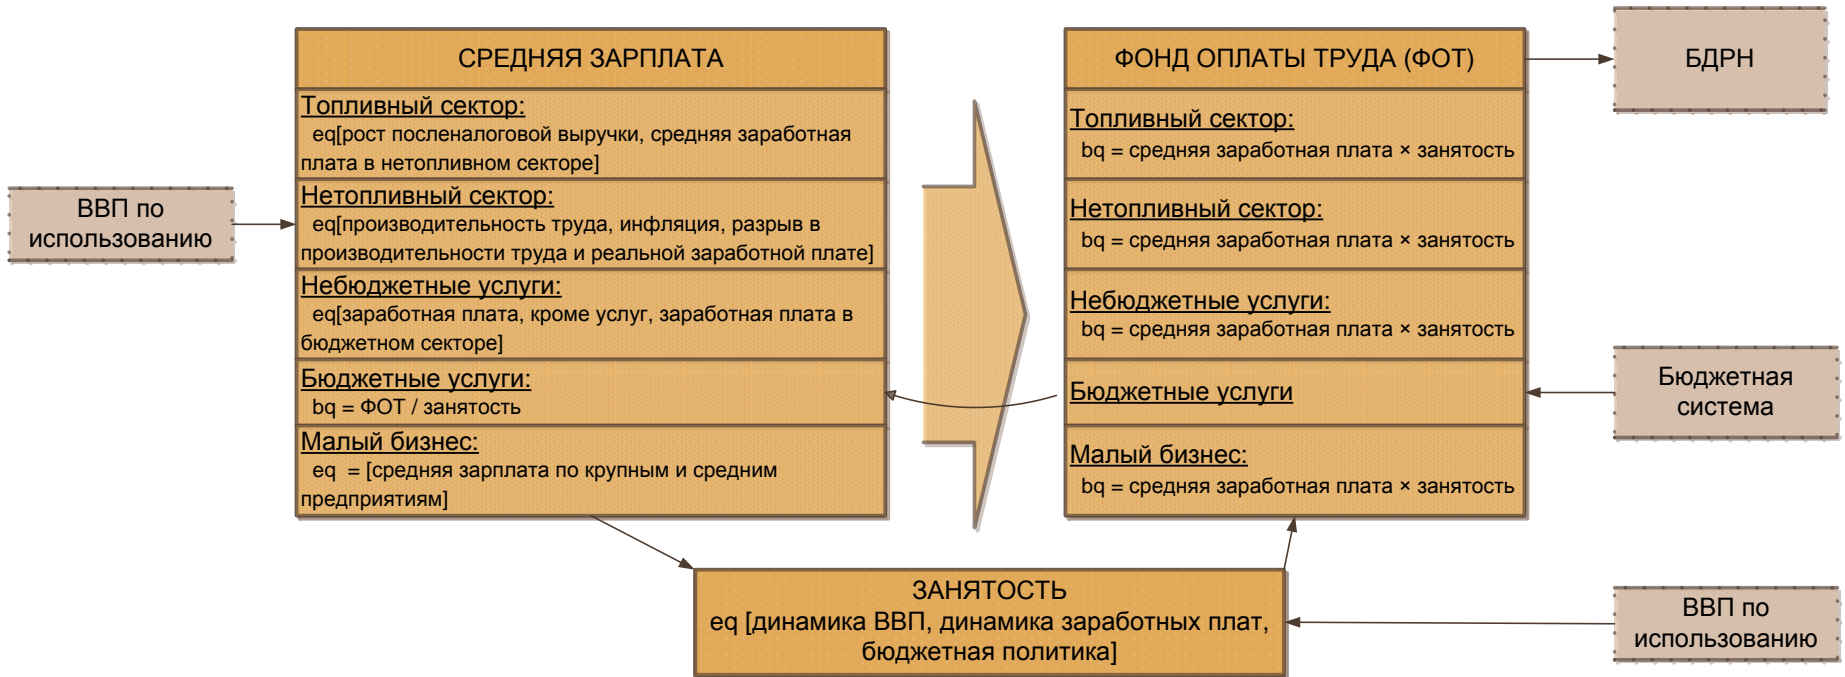 СРЕДНЯЯ ЗАРПЛАТА
Топливный сектор:
eq[рост посленалоговой выручки, средняя заработная
плата в нетопливном секторе]
Нетопливный сектор:
eq[производительность труда, инфляция, разрыв в
производительности труда и реальной заработной плате]
Небюджетные услуги:
eq[заработная плата, кроме услуг, заработная плата в
бюджетном секторе]
Бюджетные услуги:
bq = ФОТ / занятость
Малый бизнес:
eq = [средняя зарплата по крупным и средним
предприятиям]
ВВП по
использованию
ФОНД ОПЛАТЫ ТРУДА (ФОТ)
Топливный сектор:
bq = средняя заработная плата × занятость
Нетопливный сектор:
bq = средняя заработная плата × занятость
Небюджетные услуги:
bq = средняя заработная плата × занятость
Бюджетные услуги
Малый бизнес:
bq = средняя заработная плата × занятость
БДРН
Бюджетная
система
ЗАНЯТОСТЬ
eq [динамика ВВП, динамика заработных плат,
бюджетная политика]
ВВП по
использованию